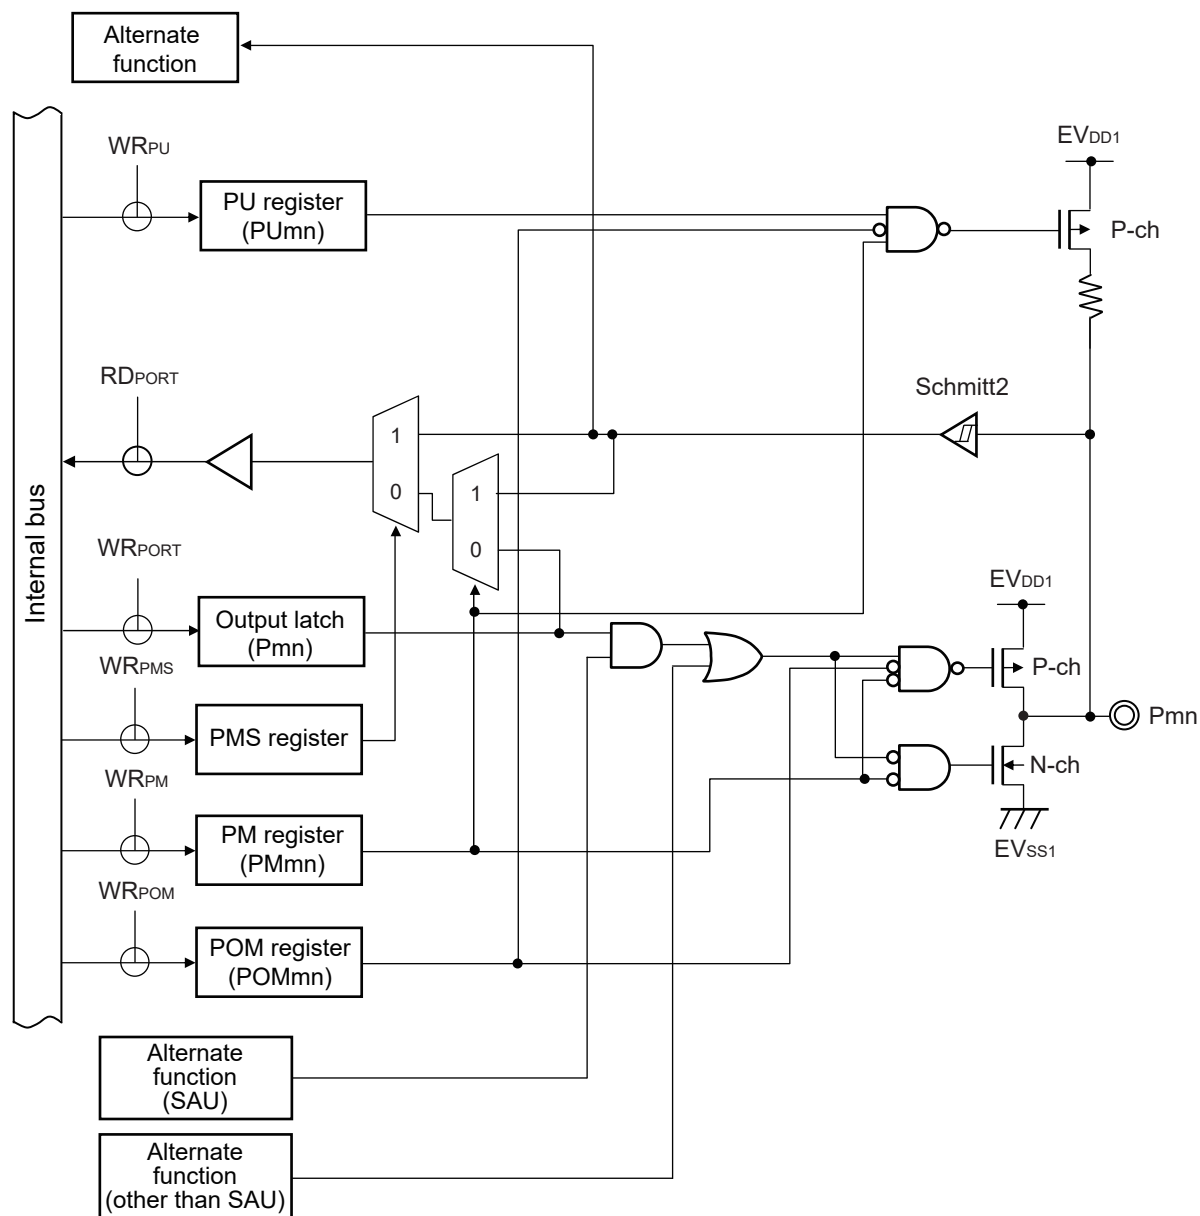 Alternate
function
WRPU
EVDD1
PU register
(PUmn)
P-ch
RDPORT
Schmitt2
1
0
1
0
Internal bus
WRPORT
Output latch
(Pmn)
EVDD1
P-ch
WRPMS
PMS register
Pmn
WRPM
N-ch
PM register
(PMmn)
EVSS1
WRPOM
POM register
(POMmn)
Alternate
function
(SAU)
Alternate
function
(other than SAU)